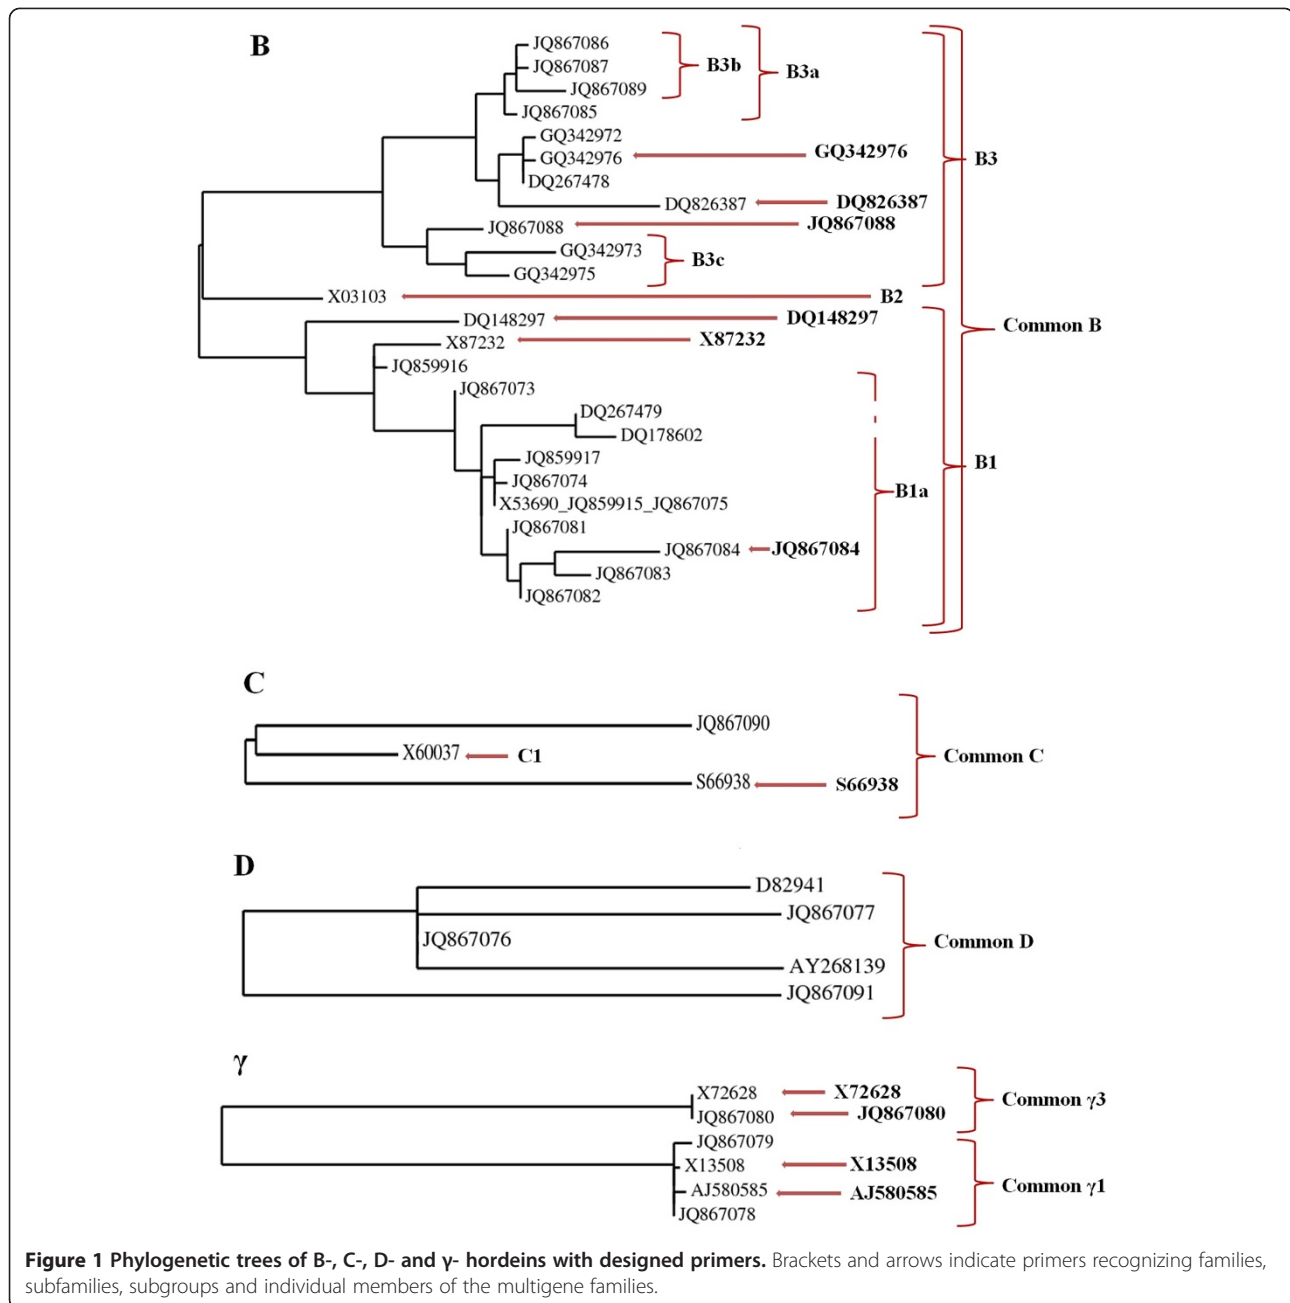 B
JQ867086
JQ867087
JQ867089
JQ867085
B3b
B3a
GQ342972
GQ342976
GQ342976
DQ267478
DQ826387
DQ826387
JQ867088
JQ867088
GQ342973
GQ342975
B3c
B3
X03103
B2
DQ148297
DQ148297
X87232
X87232
Common B
JQ859916
JQ867073
DQ267479
DQ178602
JQ859917
JQ867074
X53690_JQ859915_JQ867075
JQ867081
JQ867084
JQ867084
JQ867083
JQ867082
B1a
B1
C
JQ867090
X60037
C1
S66938
S66938
Common C
D
D82941
JQ867077
JQ867076
AY268139
JQ867091
Common D
γ
X72628
X72628
JQ867080
JQ867080
Common γ3
JQ867079
X13508
X13508
AJ580585
AJ580585
JQ867078
Common γ1
Figure 1 Phylogenetic trees of B-, C-, D- and γ- hordeins with designed primers. Brackets and arrows indicate primers recognizing families,
subfamilies, subgroups and individual members of the multigene families.